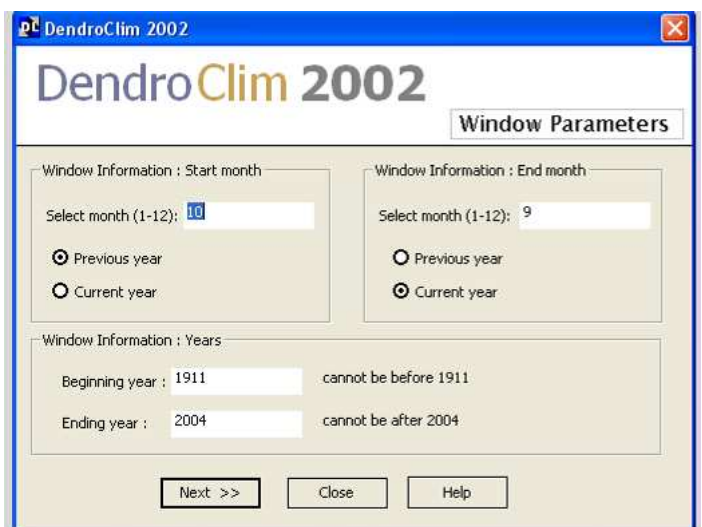 DendroClim 2002
DendroClim 2002
Window Parameters
Window Information : Start month
Select month (1-12): 10
Previous year
Current year
Window Information : End month
Select month (1-12): 9
Previous year
Current year
Window Information : Years
Beginning year : 1911 cannot be before 1911
Ending year : 2004 cannot be after 2004
Next >> Close Help